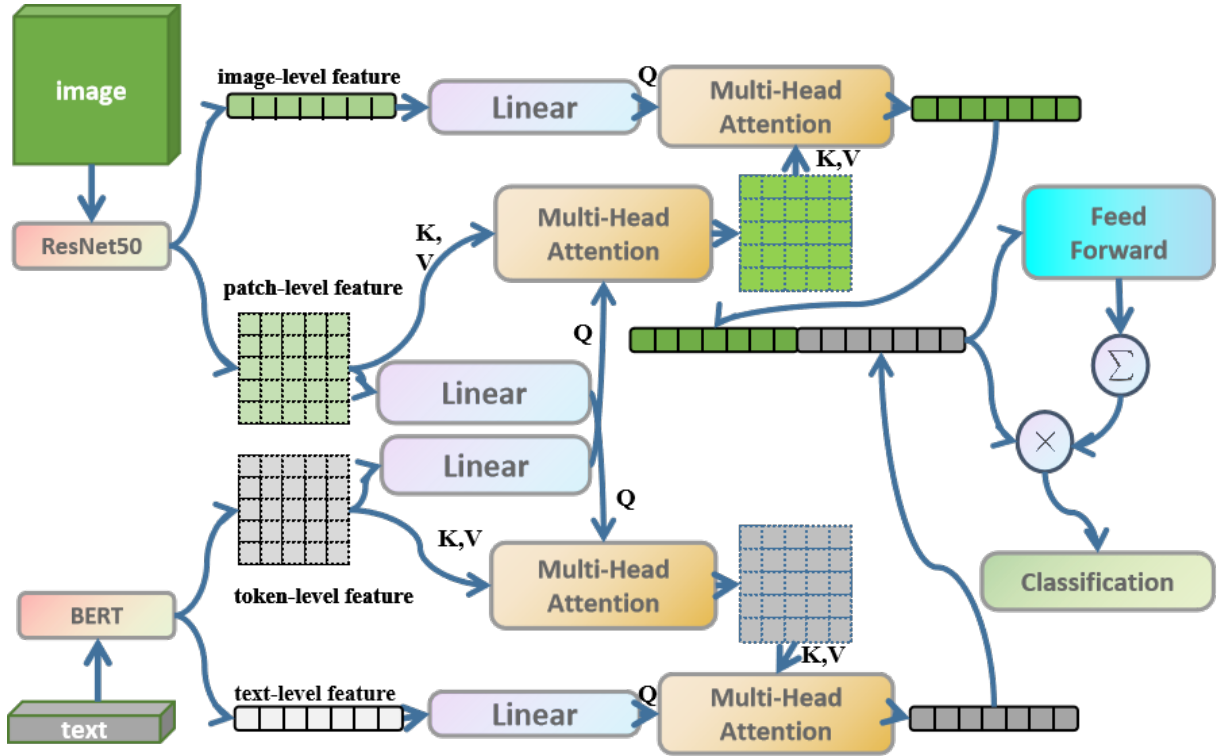 image
image-level feature
Linear
Q
Multi-Head
Attention
K,V
ResNet50
K,
V
Multi-Head
Attention
Feed
Forward
patch-level feature
Q
Linear
Σ
Linear
×
Q
K,V
Multi-Head
Attention
Classification
token-level feature
BERT
K,V
text-level feature
Linear
Q
Multi-Head
Attention
text